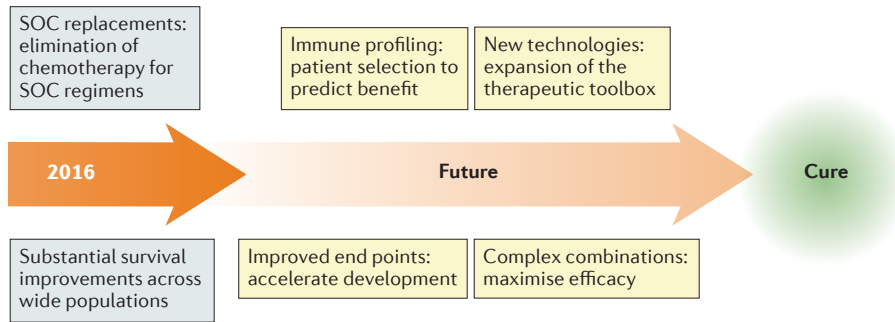 SOC replacements:
elimination of
chemotherapy for
SOC regimens
Immune profiling:
patient selection to
predict benefit
New technologies:
expansion of the
therapeutic toolbox
2016
Future
Cure
Substantial survival
improvements across
wide populations
Improved end points:
accelerate development
Complex combinations:
maximise efficacy